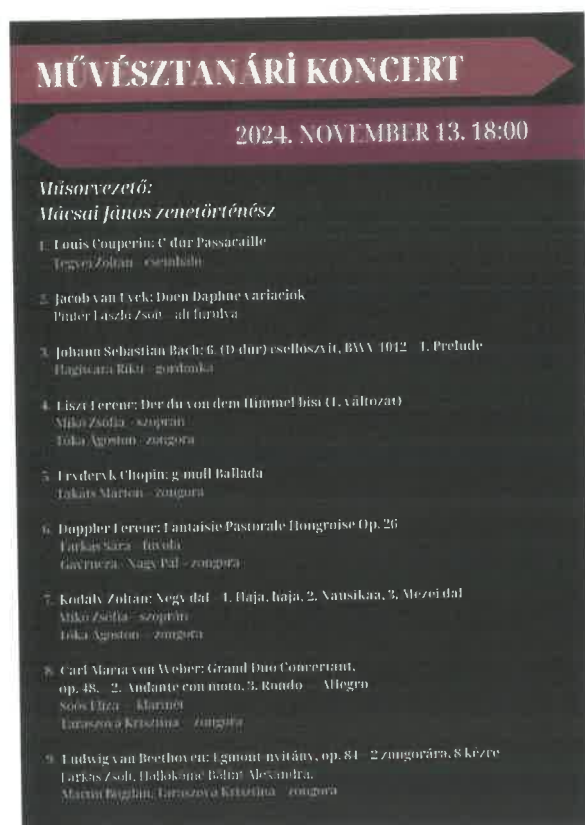 MŰVÉSZTANÁRI KONCERT
2024. NOVEMBER 13. 18:00
Műsorvezető:
Mácsai János zenetörténész
1. Louis Couperin: C-dúr Passacaille
Tegyei Zoltán – csembaló
2. Jacob van Eyck: Doen Daphne variációk
Pintér László Zsolt – alt furulya
3. Johann Sebastian Bach: 6. (D-dúr) csellószvit, BWV 1012 – 1. Prelude
Hagiwara Riku – gordonka
4. Liszt Ferenc: Der du von dem Himmel bist (1. változat)
Mikó Zsófia – szoprán
Tóka Ágoston – zongora
5. Fryderyk Chopin: g-moll Ballada
Takáts Márton – zongora
6. Doppler Ferenc: Fantaisie Pastorale Hongroise Op. 26
Farkas Sára – fuvola
Nagy Pál – zongora
7. Kodály Zoltán: Négy dal – 1. Haja, haja, 2. Nausikaa, 3. Mezei dal
Mikó Zsófia – szoprán
Tóka Ágoston – zongora
8. Carl Maria von Weber: Grand Duo Concertant,
op. 48. – 2. Andante con moto, 3. Rondo – Allegro
Soós Eliza – klarinét
Taraszova Krisztina – zongora
9. Ludwig van Beethoven: Egmont-nyitány, op. 84 – 2 zongorára, 8 kézre
Farkas Zsolt, Hollókőiné Bálint Alexandra,
Martin Bogdán, Taraszova Krisztina – zongora